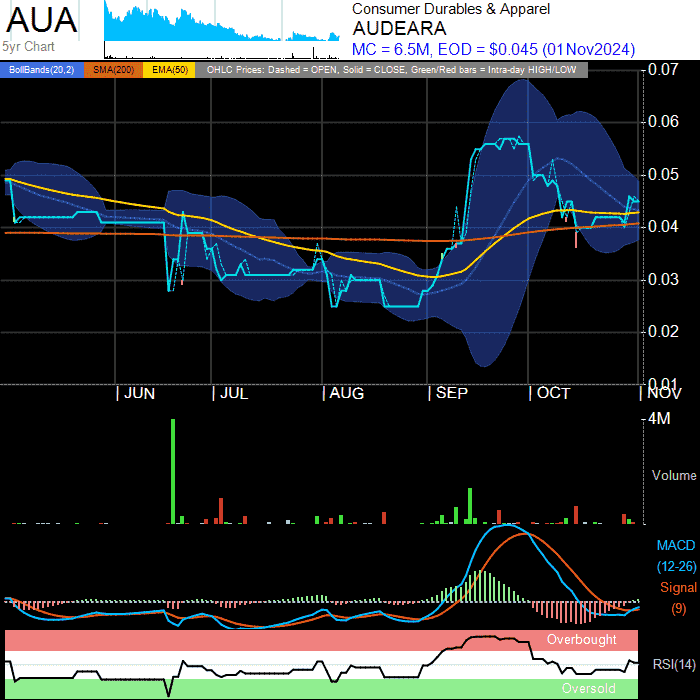 AUA
5yr Chart
Consumer Durables & Apparel
AUDEARA
MC = 6.5M, EOD = $0.045 (01Nov2024)
BollBands(20,2) SMA(200) EMA(50) OHLC Prices: Dashed = OPEN, Solid = CLOSE, Green/Red bars = Intra-day HIGH/LOW
0.07
0.06
0.05
0.04
0.03
0.02
0.01
JUN JUL AUG SEP OCT NOV
4M
Volume
MACD
(12-26)
Signal
(9)
Overbought
RSI(14)
Oversold